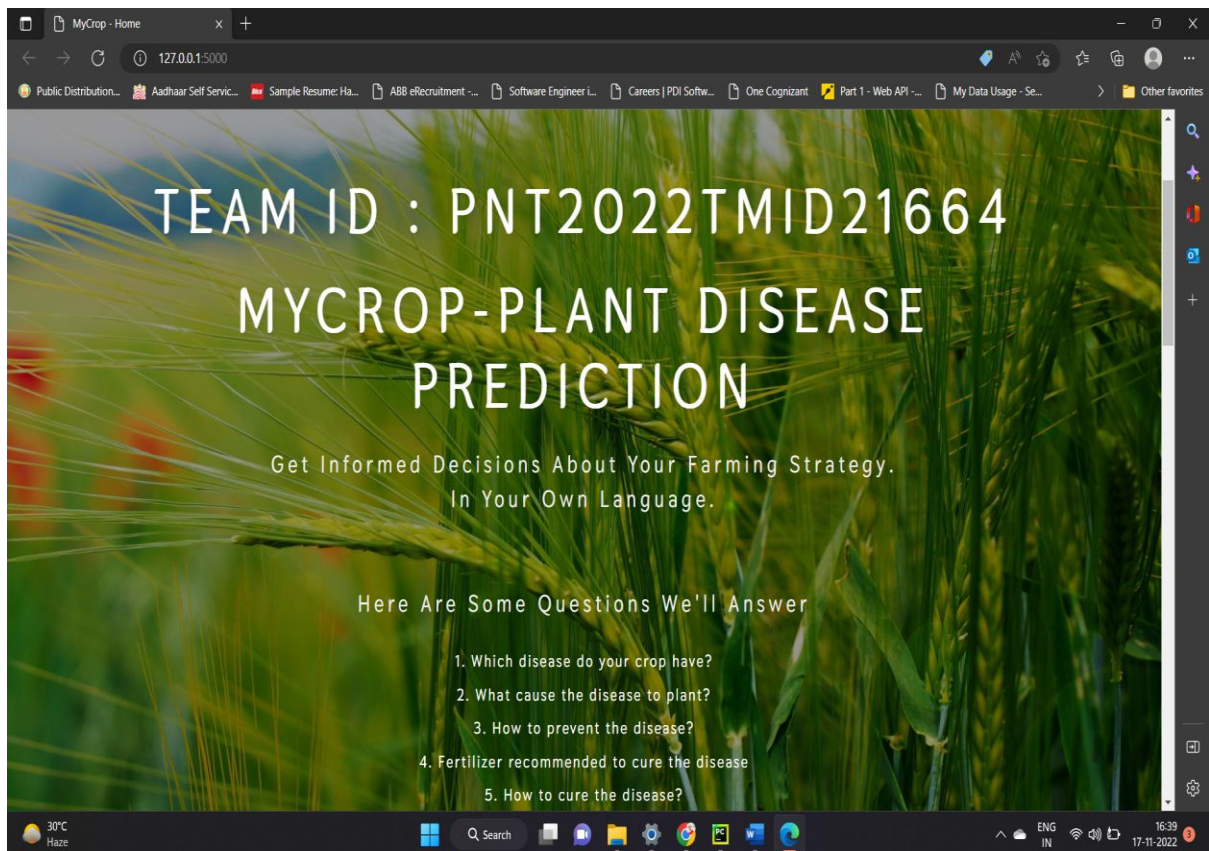 MyCrop - Home
127.0.0.1:5000
Public Distribution...
Aadhaar Self Servic...
Sample Resume: Ha...
ABB eRecruitment -...
Software Engineer i...
Careers | PDI Softw...
One Cognizant
Part 1 - Web API -...
My Data Usage - Se...
Other favorites
TEAM ID : PNT2022TMID21664
MYCROP-PLANT DISEASE
PREDICTION
Get Informed Decisions About Your Farming Strategy.
In Your Own Language.
Here Are Some Questions We'll Answer
1. Which disease do your crop have?
2. What cause the disease to plant?
3. How to prevent the disease?
4. Fertilizer recommended to cure the disease
5. How to cure the disease?
30°C
Haze
Search
ENG
IN
16:39
17-11-2022
3